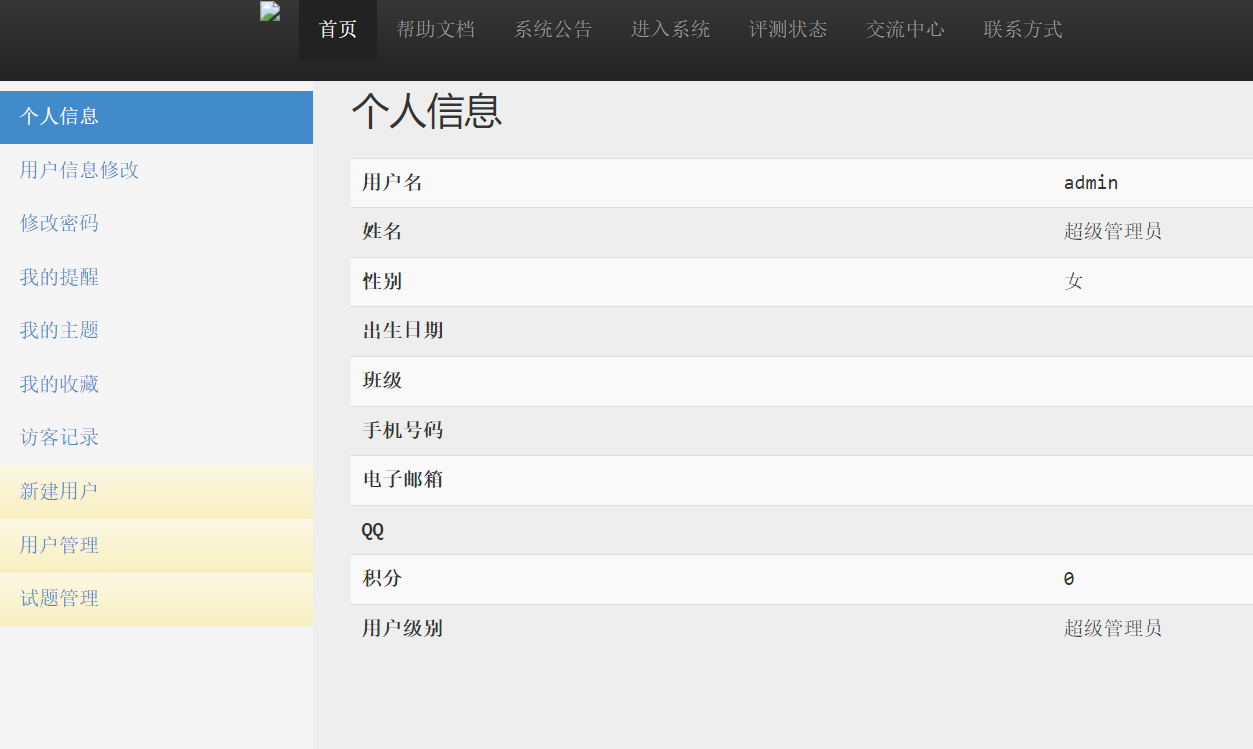 首页 帮助文档 系统公告 进入系统 评测状态 交流中心 联系方式
个人信息
用户信息修改
修改密码
我的提醒
我的主题
我的收藏
访客记录
新建用户
用户管理
试题管理
个人信息
用户名 admin
姓名 超级管理员
性别 女
出生日期
班级
手机号码
电子邮箱
QQ
积分 0
用户级别 超级管理员